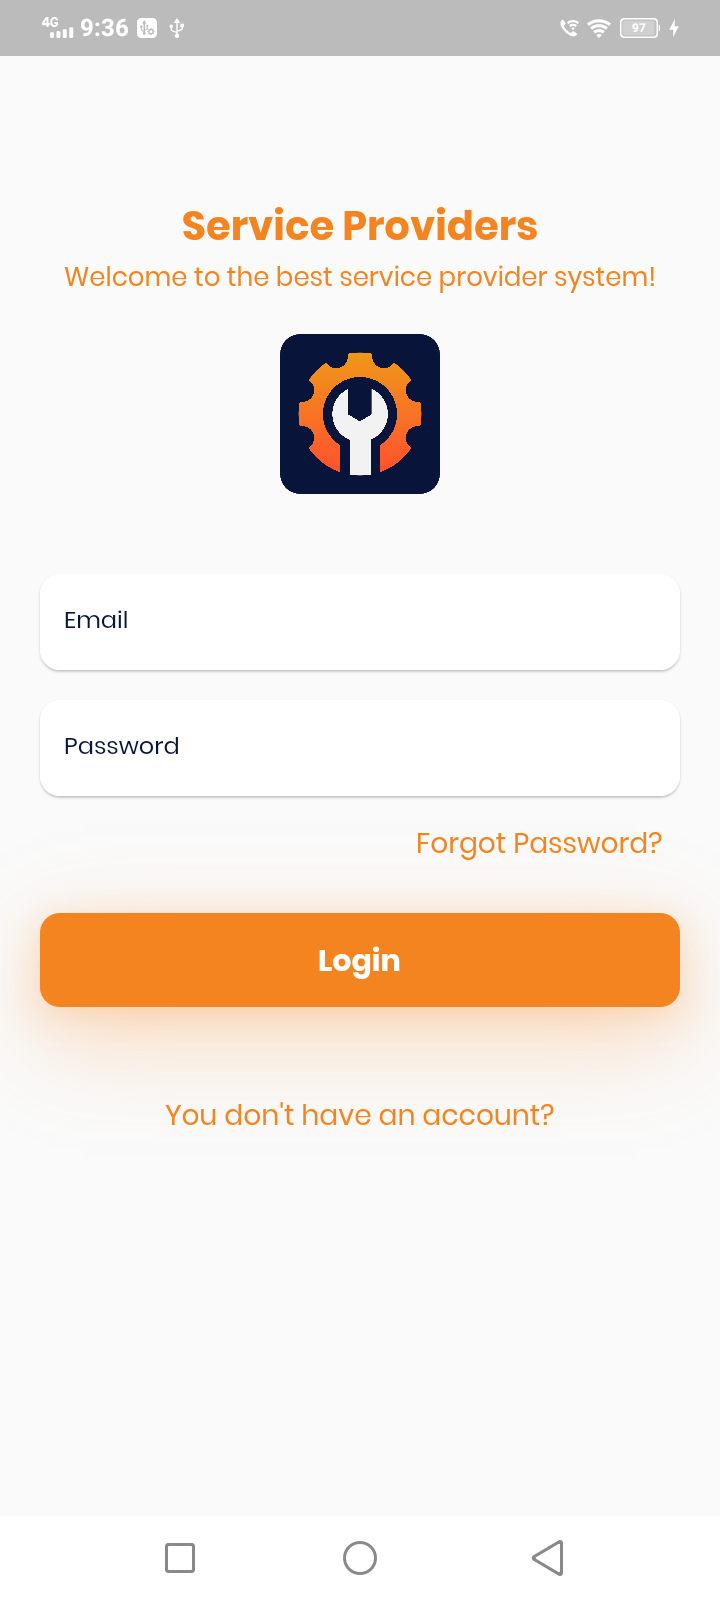 4G 9:36 97
Service Providers
Welcome to the best service provider system!
Email
Password
Forgot Password?
Login
You don't have an account?